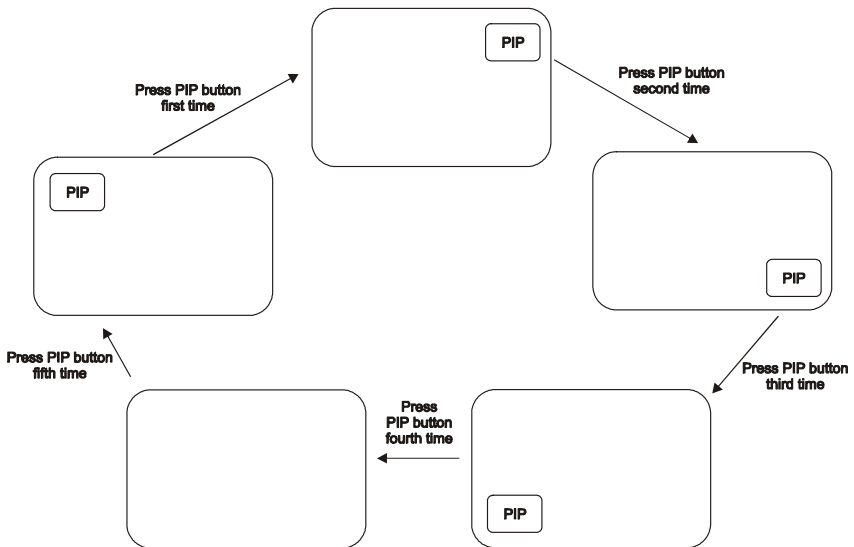 PIP
Press PIP button
first time
Press PIP button
second time
PIP
PIP
Press PIP button
fifth time
Press PIP button
third time
Press
PIP button
fourth time
PIP